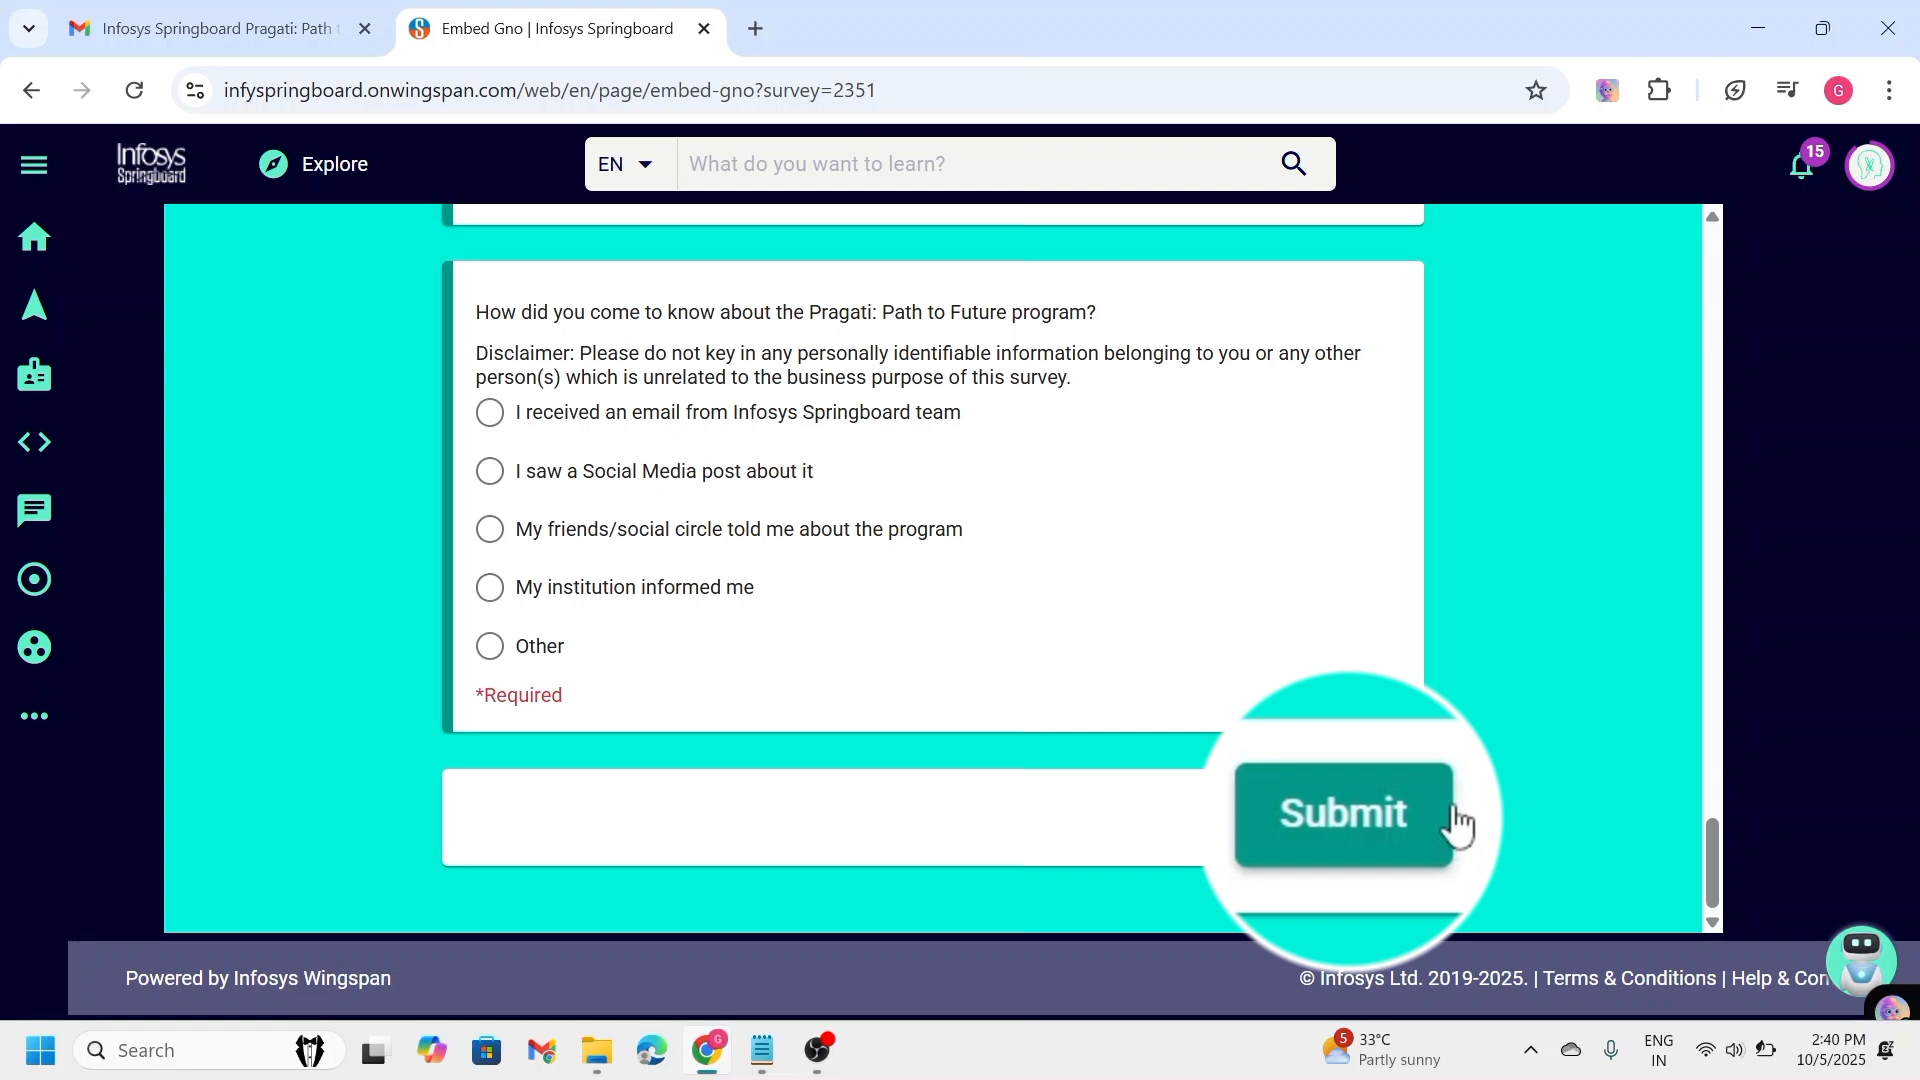 Infosys Springboard Pragati: Path
Embed Gno | Infosys Springboard
infyspringboard.onwingspan.com/web/en/page/embed-gno?survey=2351
G
Infosys
Springboard
Explore
EN
What do you want to learn?
15
How did you come to know about the Pragati: Path to Future program?
Disclaimer: Please do not key in any personally identifiable information belonging to you or any other
person(s) which is unrelated to the business purpose of this survey.
I received an email from Infosys Springboard team
I saw a Social Media post about it
My friends/social circle told me about the program
My institution informed me
Other
*Required
Submit
Powered by Infosys Wingspan
© Infosys Ltd. 2019-2025. | Terms & Conditions | Help & Con
Search
G
5
33°C
Partly sunny
ENG
IN
2:40 PM
10/5/2025